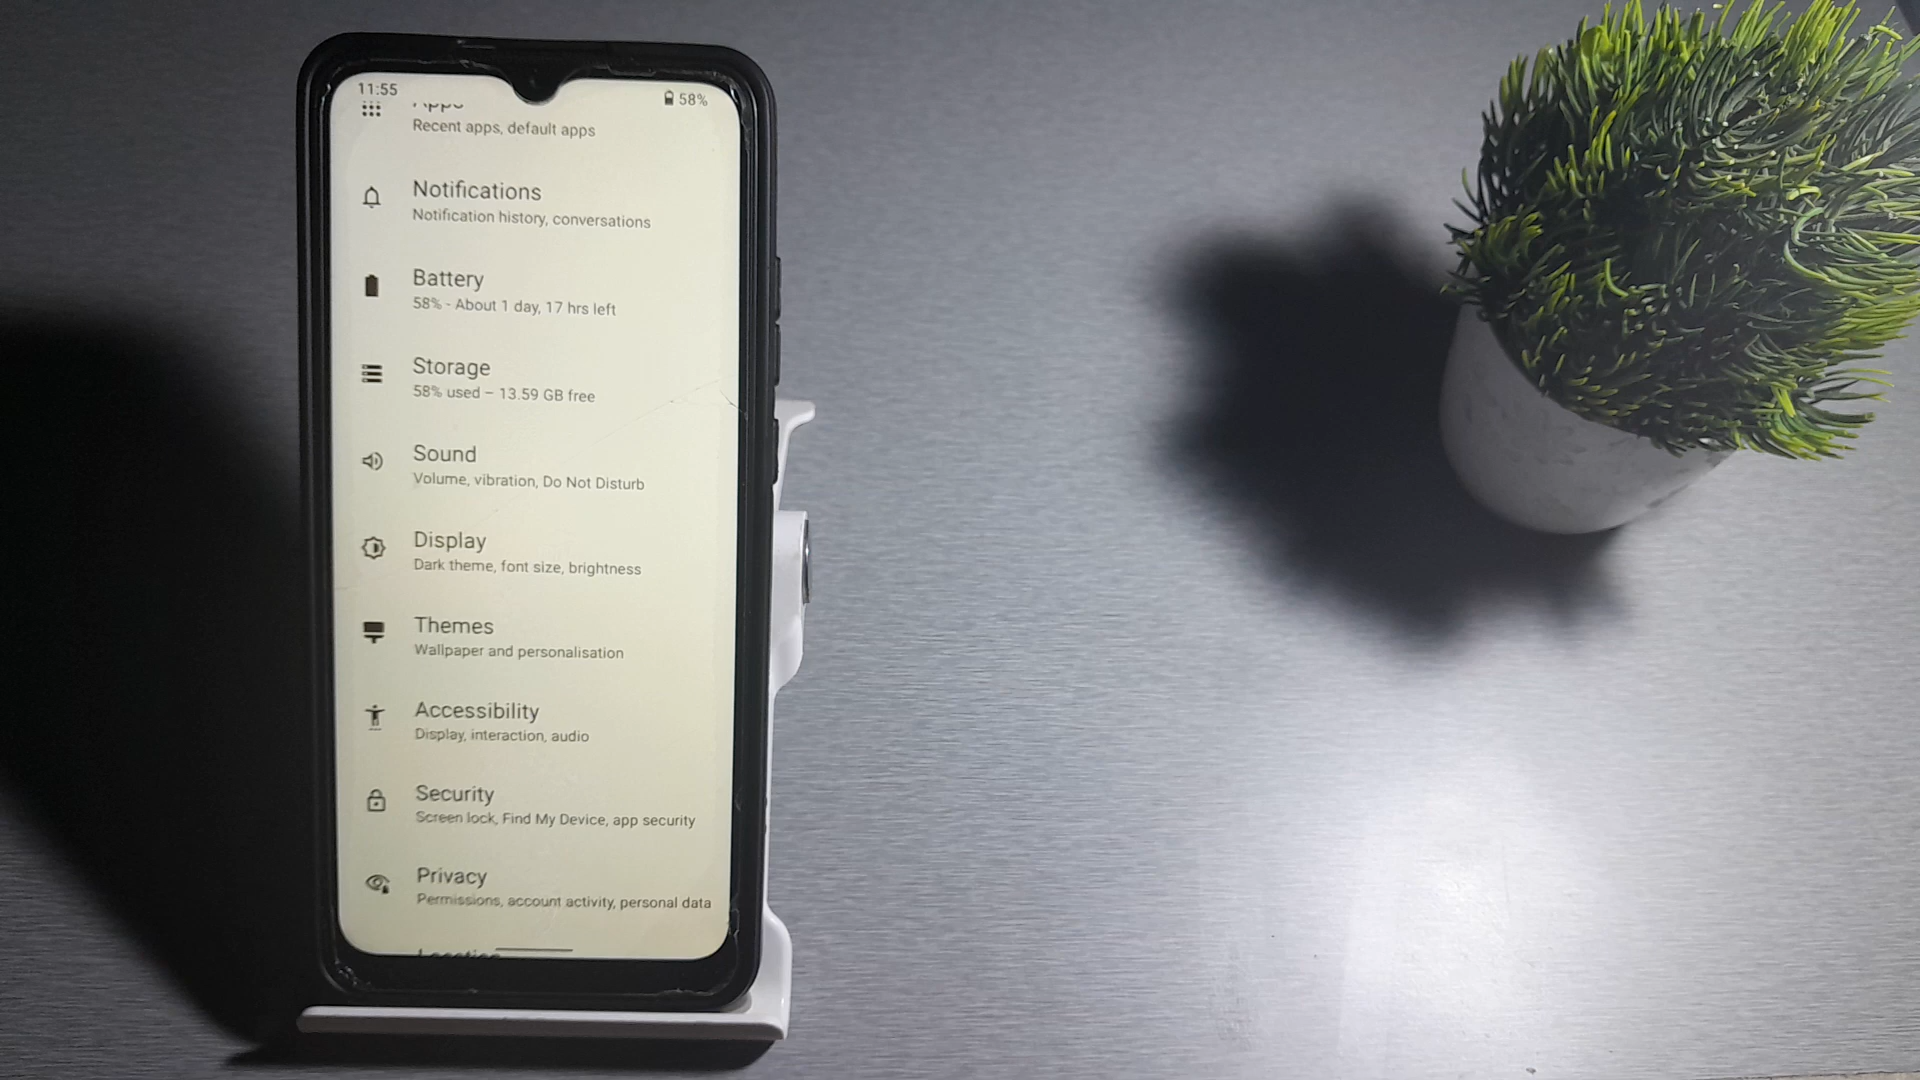 11:55
58%
Apps
Recent apps, default apps
Notifications
Notification history, conversations
Battery
58% - About 1 day, 17 hrs left
Storage
58% used – 13.59 GB free
Sound
Volume, vibration, Do Not Disturb
Display
Dark theme, font size, brightness
Themes
Wallpaper and personalisation
Accessibility
Display, interaction, audio
Security
Screen lock, Find My Device, app security
Privacy
Permissions, account activity, personal data
Location